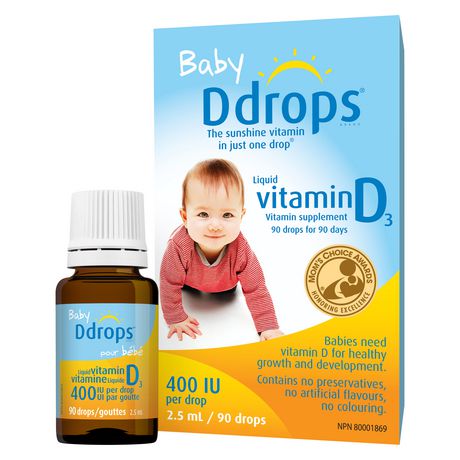 Baby
Ddrops®
The sunshine vitamin
in just one drop®
Liquid
vitamin D3
Vitamin supplement
90 drops for 90 days
MOM'S CHOICE AWARDS
HONORING EXCELLENCE
Babies need
vitamin D for healthy
growth and development.
Contains no preservatives,
no artificial flavours,
no colouring.
400 IU
per drop
2.5 mL / 90 drops
NPN 80001869
Baby
Ddrops®
pour bébé
Liquid vitamin D3
vitamine Liquide
400 IU per drop
UI par goutte
90 drops/gouttes 2.5 mL